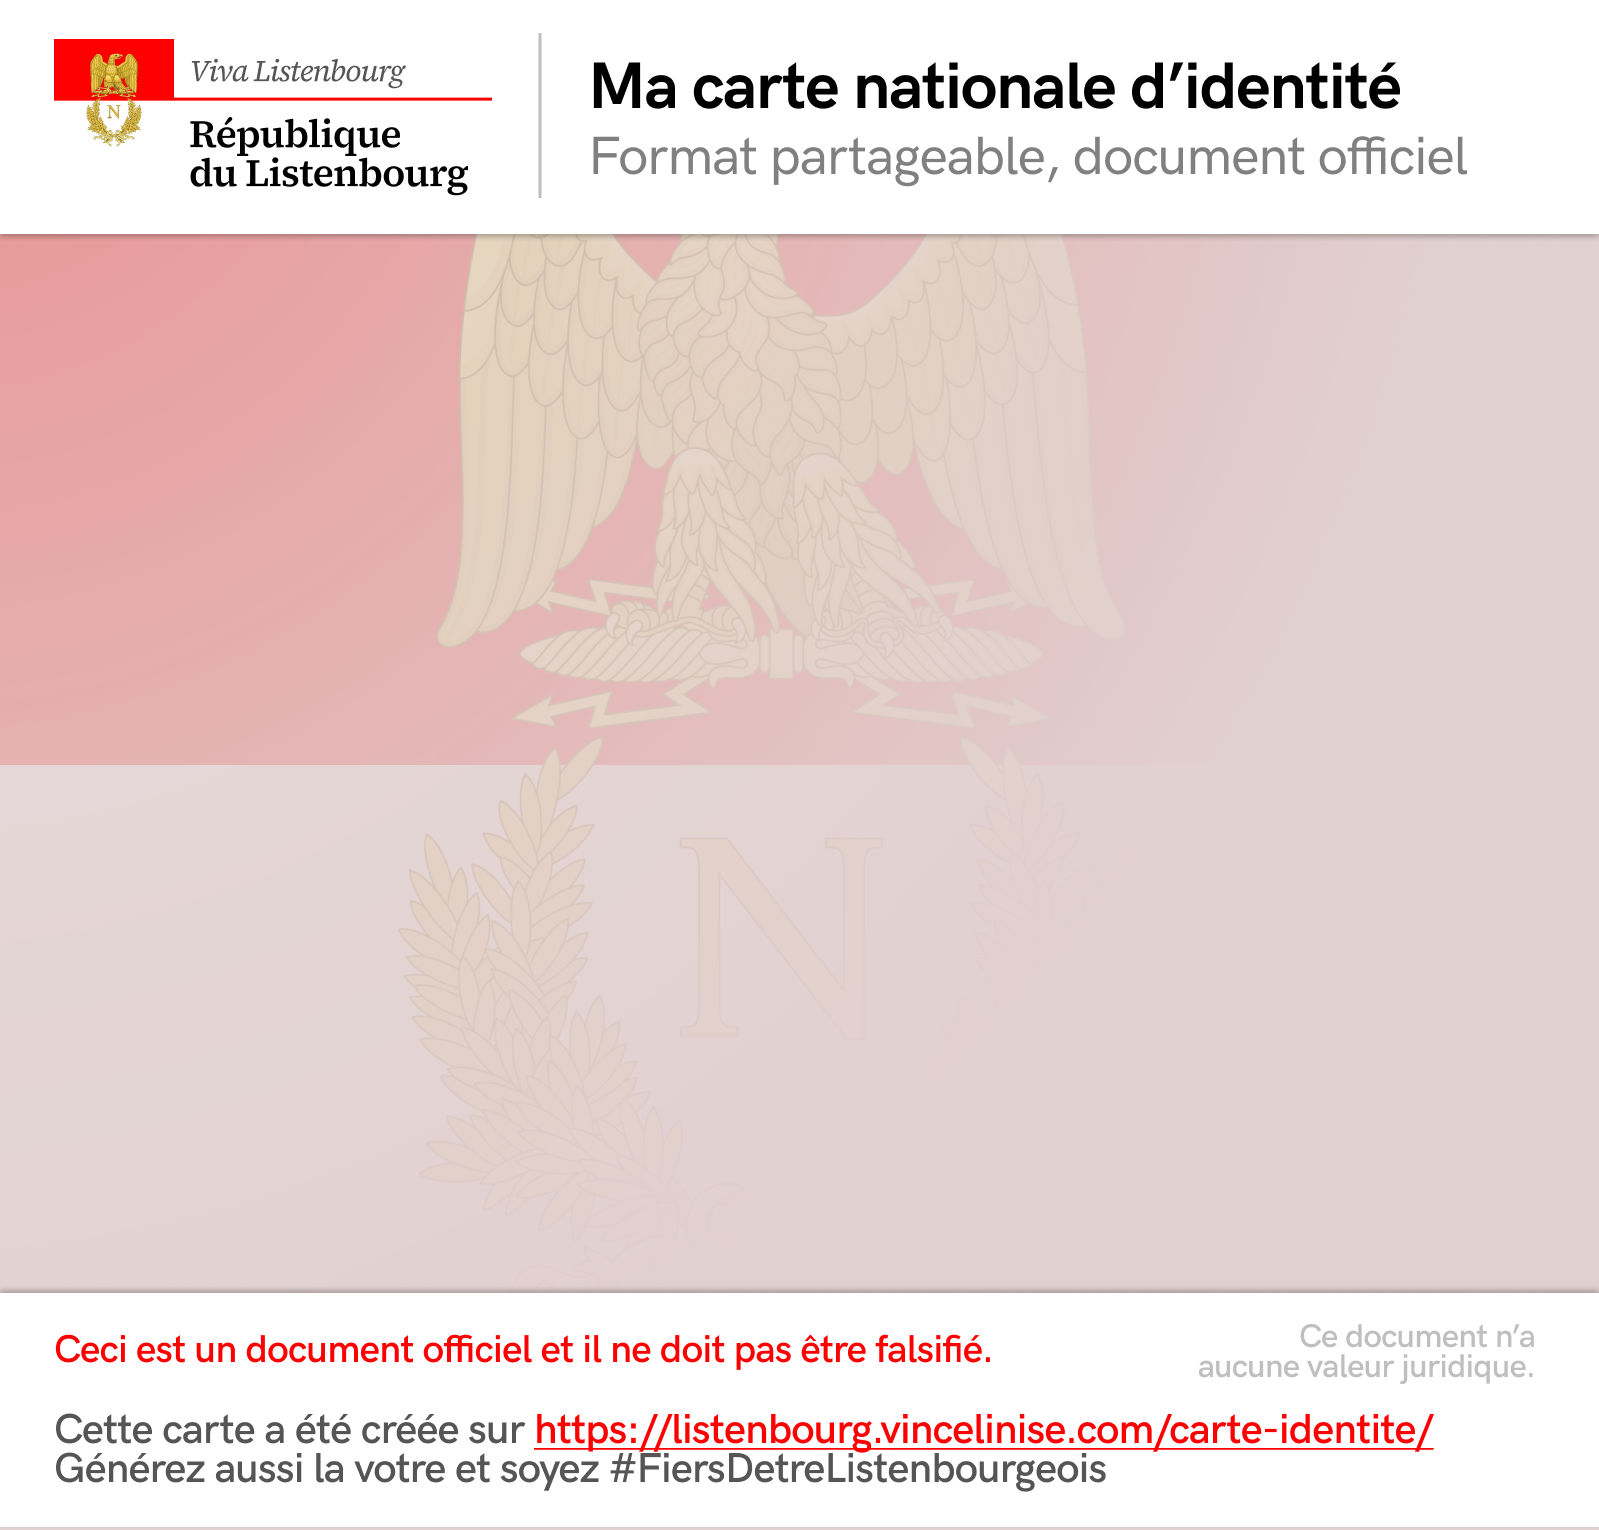 Viva Listenbourg
République
du Listenbourg
Ma carte nationale d’identité
Format partageable, document officiel
N
N
Ceci est un document officiel et il ne doit pas être falsifié.
Ce document n’a
aucune valeur juridique.
Cette carte a été créée sur https://listenbourg.vincelinise.com/carte-identite/
Générez aussi la votre et soyez #FiersDetreListenbourgeois